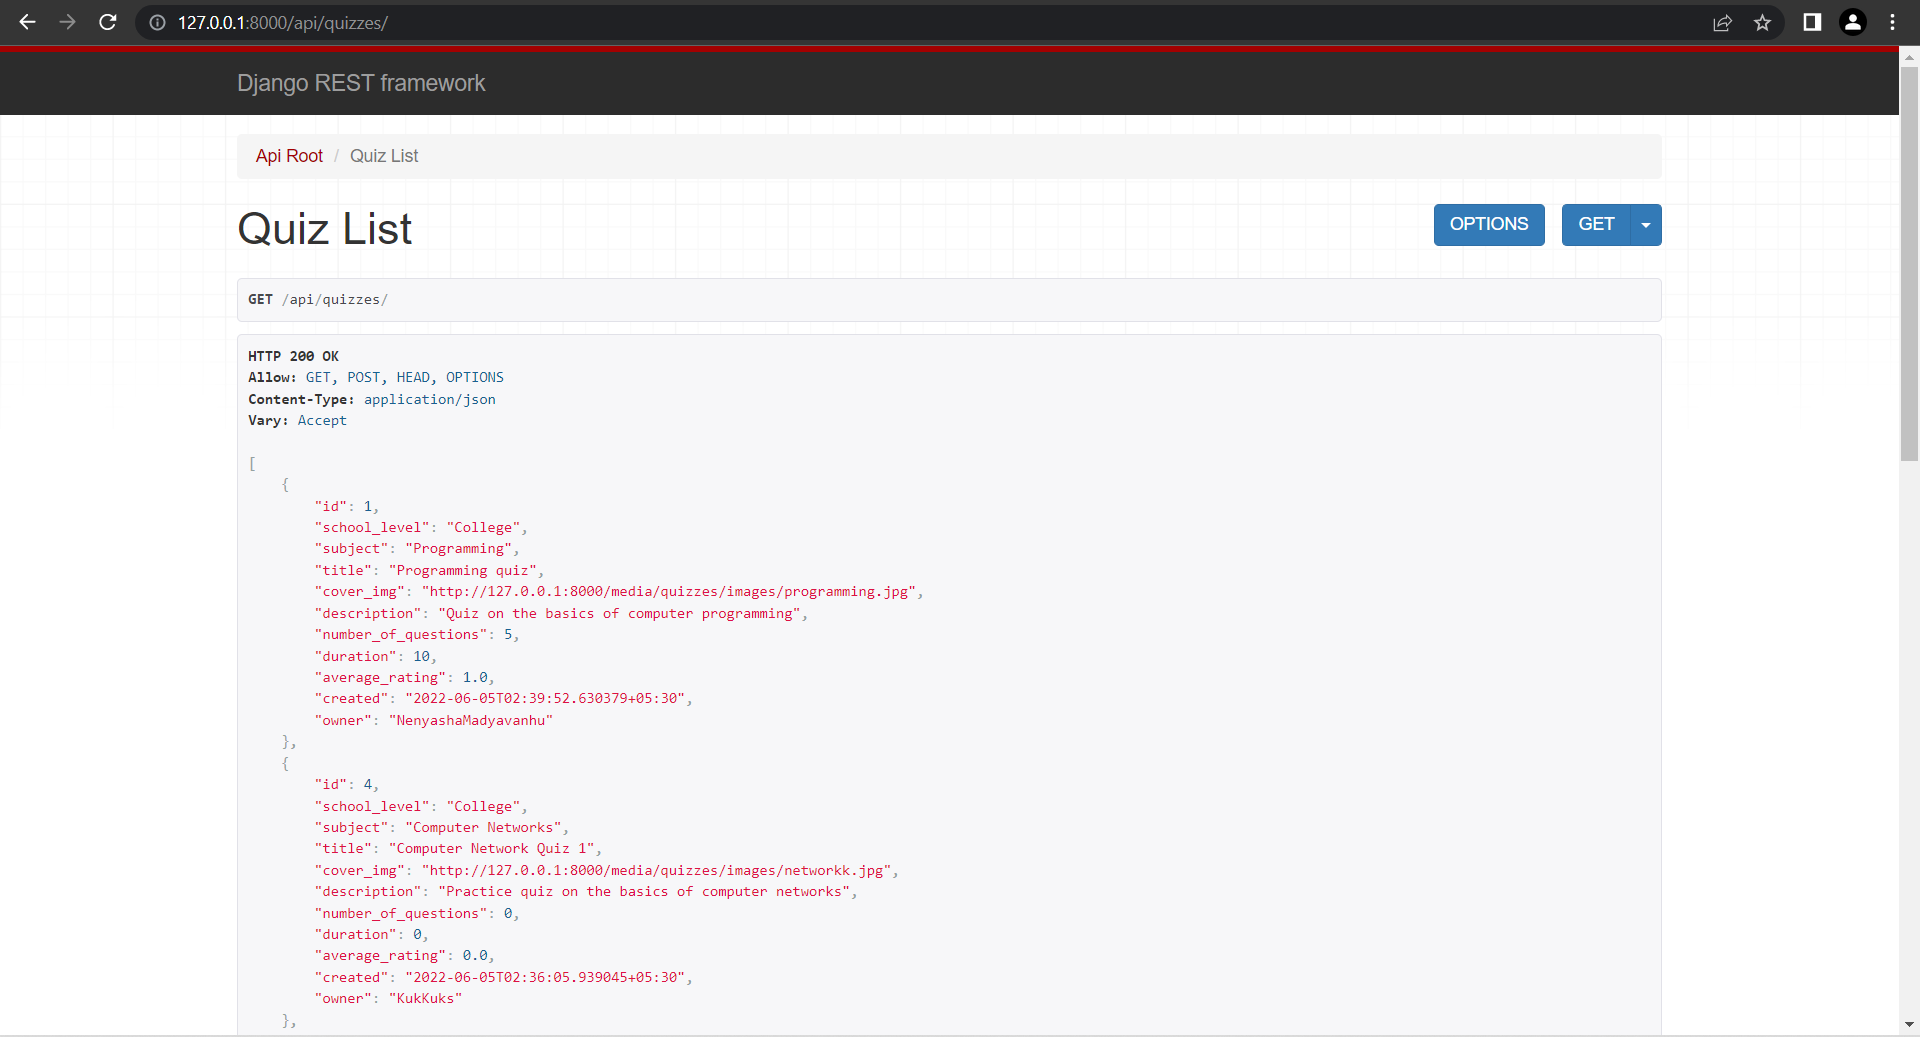 127.0.0.1:8000/api/quizzes/
Django REST framework
Api Root / Quiz List
Quiz List
OPTIONS
GET
GET /api/quizzes/
HTTP 200 OK
Allow: GET, POST, HEAD, OPTIONS
Content-Type: application/json
Vary: Accept
[
    {
        "id": 1,
        "school_level": "College",
        "subject": "Programming",
        "title": "Programming quiz",
        "cover_img": "http://127.0.0.1:8000/media/quizzes/images/programming.jpg",
        "description": "Quiz on the basics of computer programming",
        "number_of_questions": 5,
        "duration": 10,
        "average_rating": 1.0,
        "created": "2022-06-05T02:39:52.630379+05:30",
        "owner": "NenyashaMadyavanhu"
    },
    {
        "id": 4,
        "school_level": "College",
        "subject": "Computer Networks",
        "title": "Computer Network Quiz 1",
        "cover_img": "http://127.0.0.1:8000/media/quizzes/images/networkk.jpg",
        "description": "Practice quiz on the basics of computer networks",
        "number_of_questions": 0,
        "duration": 0,
        "average_rating": 0.0,
        "created": "2022-06-05T02:36:05.939045+05:30",
        "owner": "KukKuks"
    },